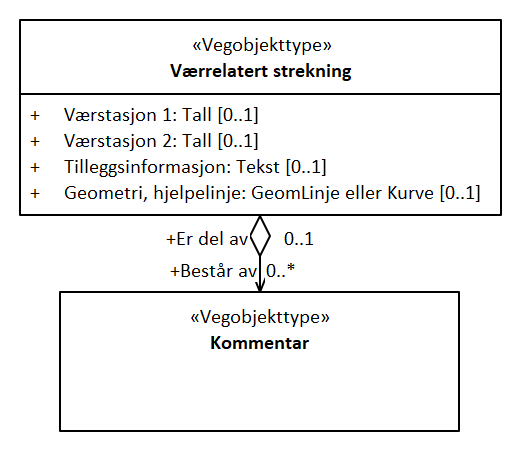 «Vegobjekttype»
Værrelatert strekning
+ Værstasjon 1: Tall [0..1]
+ Værstasjon 2: Tall [0..1]
+ Tilleggsinformasjon: Tekst [0..1]
+ Geometri, hjelpelinje: GeomLinje eller Kurve [0..1]
+Er del av 0..1
+Består av 0..*
«Vegobjekttype»
Kommentar